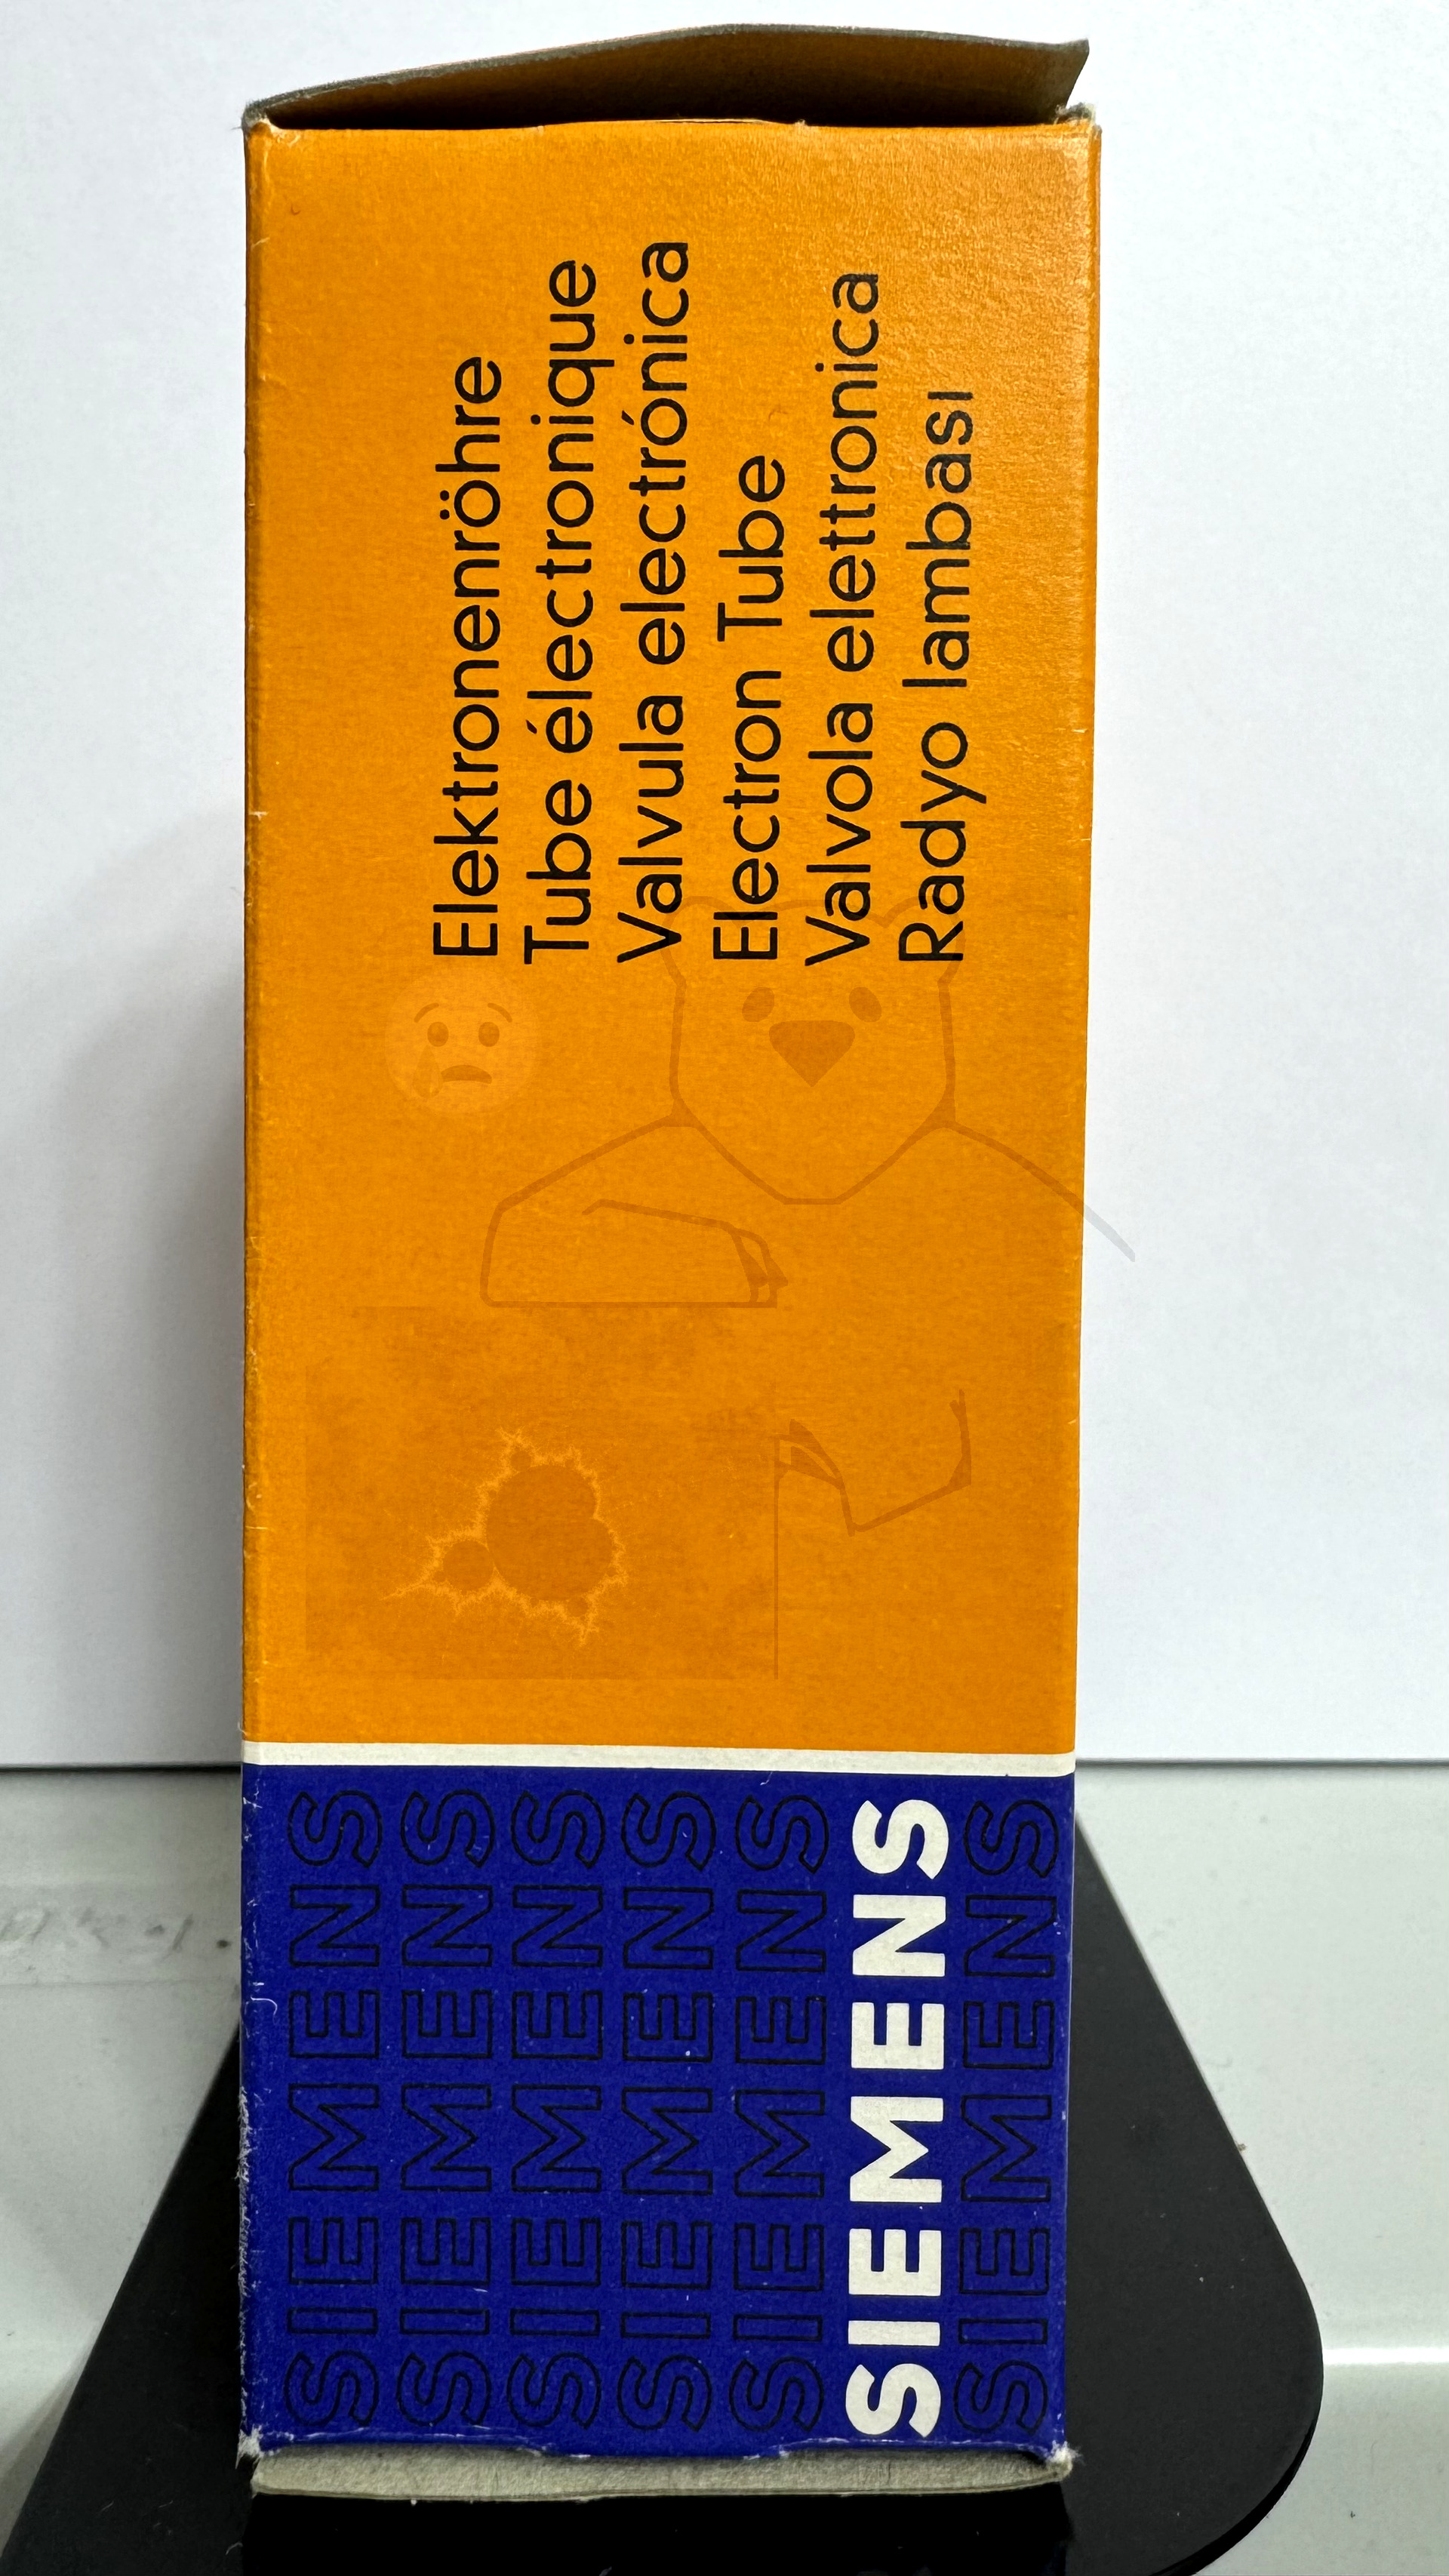 Elektronenröhre
Tube électronique
Valvula electrónica
Electron Tube
Valvola elettronica
Radyo lambası
SIEMENS
SIEMENS
SIEMENS
SIEMENS
SIEMENS
SIEMENS
SIEMENS